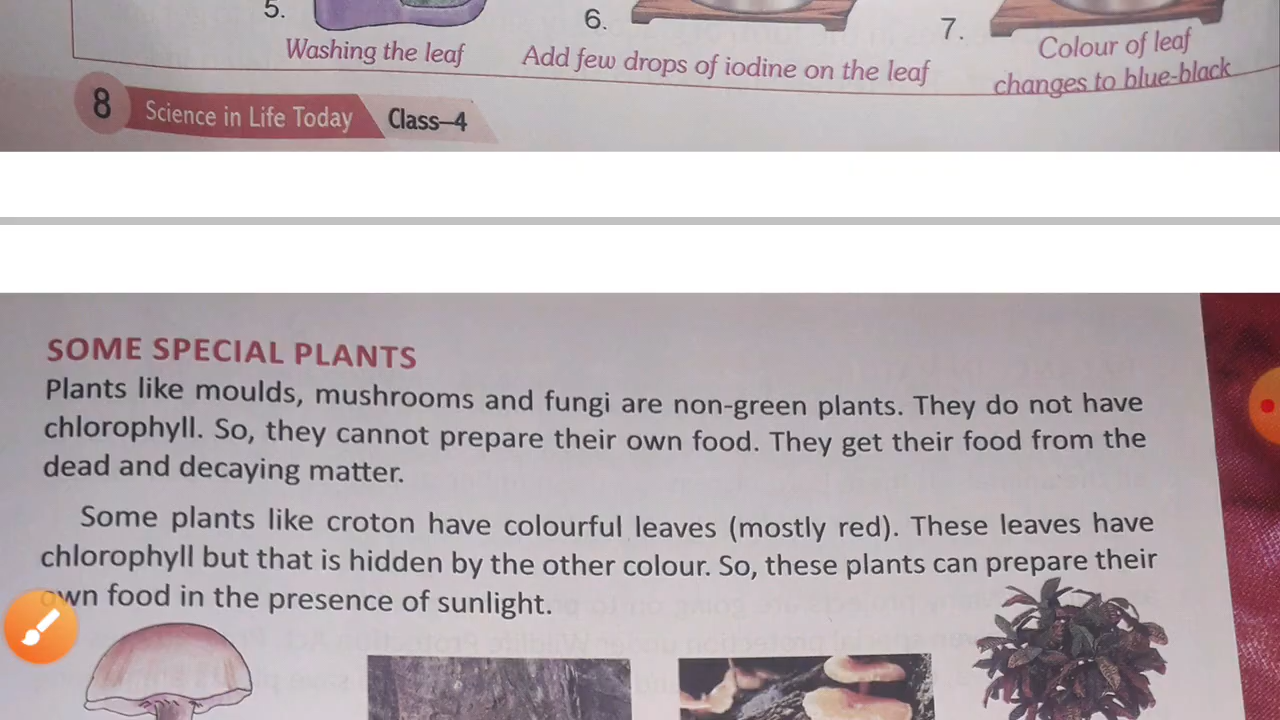 5.
Washing the leaf
6.
Add few drops of iodine on the leaf
7.
Colour of leaf
changes to blue-black
8 Science in Life Today Class–4
SOME SPECIAL PLANTS
Plants like moulds, mushrooms and fungi are non-green plants. They do not have
chlorophyll. So, they cannot prepare their own food. They get their food from the
dead and decaying matter.
Some plants like croton have colourful leaves (mostly red). These leaves have
chlorophyll but that is hidden by the other colour. So, these plants can prepare their
own food in the presence of sunlight.